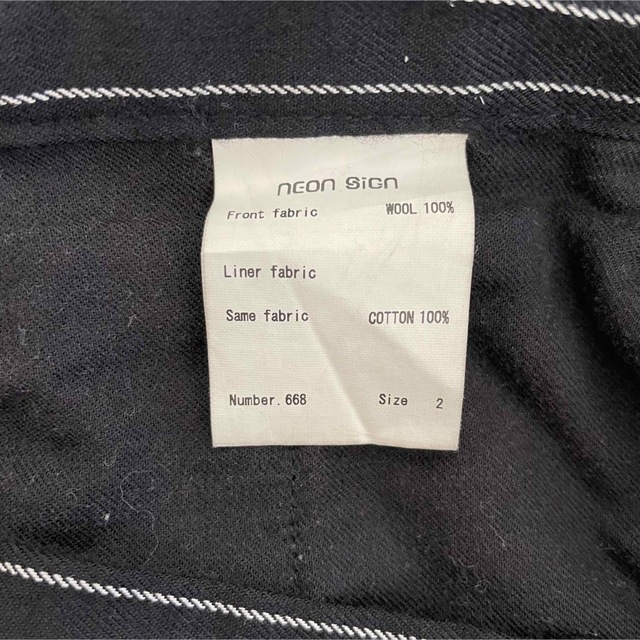 neon sign
Front fabric WOOL 100%
Liner fabric
Same fabric COTTON 100%
Number.668 Size 2